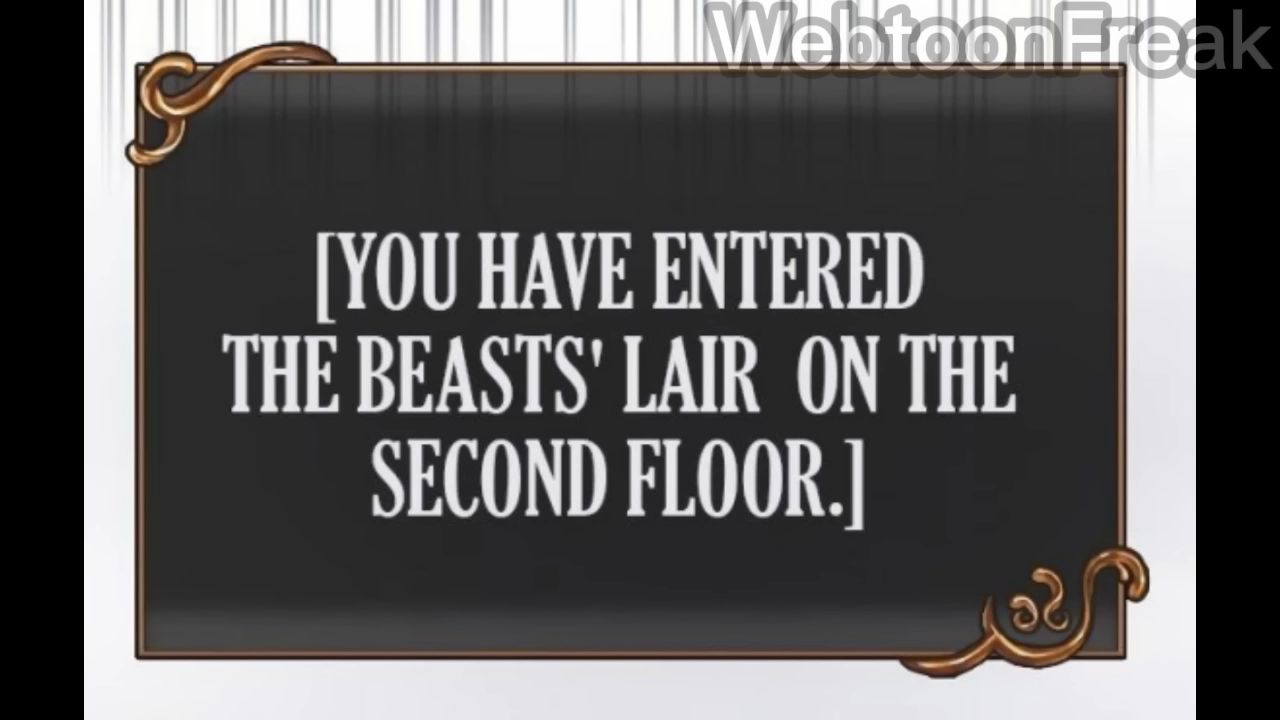 WebtoonFreak
[YOU HAVE ENTERED
THE BEASTS' LAIR ON THE
SECOND FLOOR.]